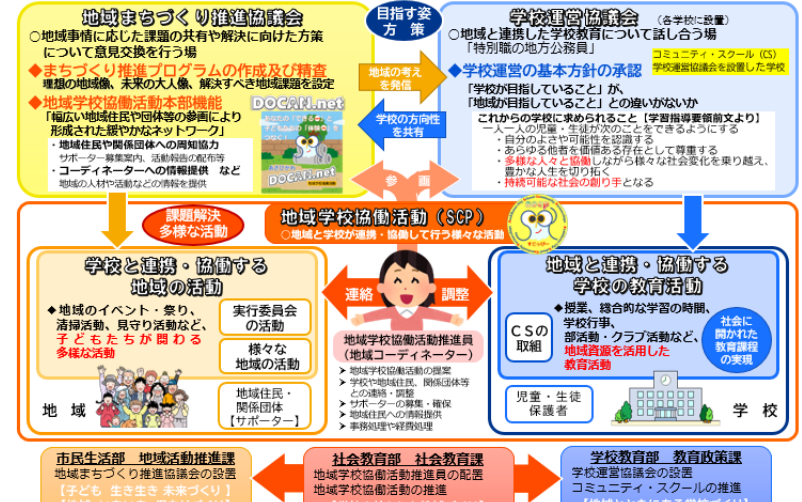 地域まちづくり推進協議会
○地域事情に応じた課題の共有や解決に向けた方策
について意見交換を行う場
◆まちづくり推進プログラムの作成及び精査
理想の地域像、未来の大人像、解決すべき地域課題を設定
◆地域学校協働活動本部機能
「幅広い地域住民や団体等の参画により
形成された緩やかなネットワーク」
・地域住民や関係団体への周知協力
サポーター募集案内、活動報告の配布等
・コーディネーターへの情報提供 など
地域の人材や活動などの情報を提供
DOCAN.net
DOCAN.net
目指す姿
方 策
地域の考え
を発信
学校の方向性
を共有
参 画
学校運営協議会
（各学校に設置）
○地域と連携した学校教育について話し合う場
「特別職の地方公務員」
コミュニティ・スクール（CS）
学校運営協議会を設置した学校
◆学校運営の基本方針の承認
「学校が目指していること」が、
「地域が目指していること」との違いがないか
これからの学校に求められること【学習指導要領前文より】
一人一人の児童・生徒が次のことをできるようにする
・自分のよさや可能性を認識する
・あらゆる他者を価値ある存在として尊重する
・多様な人々と協働しながら様々な社会変化を乗り越え、
豊かな人生を切り拓く
・持続可能な社会の創り手となる
課題解決
多様な活動
地域学校協働活動（SCP）
○地域と学校が連携・協働して行う様々な活動
学校と連携・協働する
地域の活動
◆地域のイベント・祭り、
清掃活動、見守り活動など、
子どもたちが関わる
多様な活動
実行委員会
の活動
様々な
地域の活動
地域住民・
関係団体
【サポーター】
地 域
連絡
調整
地域学校協働活動推進員
（地域コーディネーター）
➢ 地域学校協働活動の提案
➢ 学校や地域住民、関係団体等
との連絡・調整
➢ サポーターの募集・確保
➢ 地域住民への情報提供
➢ 事務処理や経費処理
地域と連携・協働する
学校の教育活動
CSの
取組
◆授業、総合的な学習の時間、
学校行事、
部活動・クラブ活動など、
地域資源を活用した
教育活動
社会に
開かれた
教育課程
の実現
児童・生徒
保護者
学 校
市民生活部 地域活動推進課
地域まちづくり推進協議会の設置
【子ども 生き生き 未来づくり】
社会教育部 社会教育課
地域学校協働活動推進員の配置
地域学校協働活動の推進
学校教育部 教育政策課
学校運営協議会の設置
コミュニティ・スクールの推進